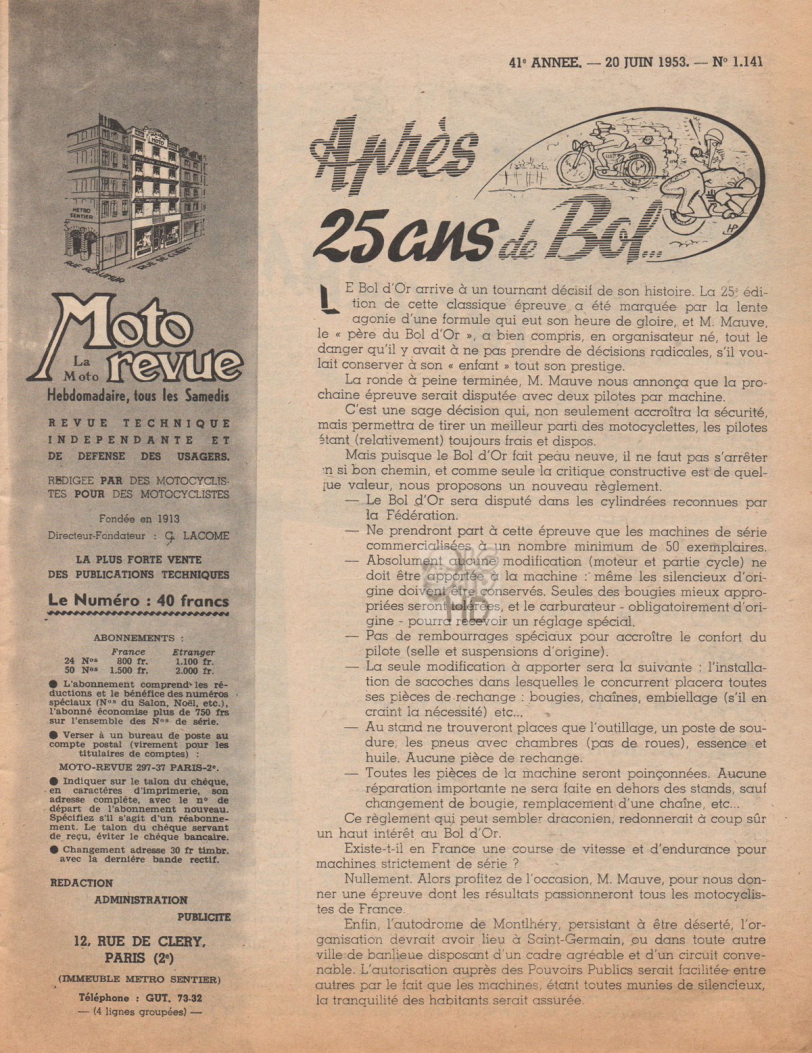 41e ANNEE. — 20 JUIN 1953. — No 1.141
METRO
SENTIER
RUE REAUMUR
RUE DE CLERY
Moto
La
Moto
revue
Hebdomadaire, tous les Samedis
REVUE TECHNIQUE
INDEPENDANTE ET
DE DEFENSE DES USAGERS.
REDIGEE PAR DES MOTOCYCLIS-
TES POUR DES MOTOCYCLISTES
Fondée en 1913
Directeur-Fondateur : G. LACOME
LA PLUS FORTE VENTE
DES PUBLICATIONS TECHNIQUES
Le Numéro : 40 francs
ABONNEMENTS :
France Etranger
24 Nos 800 fr. 1.100 fr.
50 Nos 1.500 fr. 2.000 fr.
● L'abonnement comprend les ré-
ductions et le bénéfice des numéros
spéciaux (Nos du Salon, Noël, etc.),
l'abonné économise plus de 750 frs
sur l'ensemble des Nos de série.
● Verser à un bureau de poste au
compte postal (virement pour les
titulaires de comptes) :
MOTO-REVUE 297-37 PARIS-2e.
● Indiquer sur le talon du chèque,
en caractères d'imprimerie, son
adresse complète, avec le no de
départ de l'abonnement nouveau.
Spécifiez s'il s'agit d'un réabonne-
ment. Le talon du chèque servant
de reçu, éviter le chèque bancaire.
● Changement adresse 30 fr timbr.
avec la dernière bande rectif.
REDACTION
ADMINISTRATION
PUBLICITE
12, RUE DE CLERY,
PARIS (2e)
(IMMEUBLE METRO SENTIER)
Téléphone : GUT. 73-32
— (4 lignes groupées) —
Après
25 ans de Bol...
HP
LE Bol d'Or arrive à un tournant décisif de son histoire. La 25e édi-
tion de cette classique épreuve a été marquée par la lente
agonie d'une formule qui eut son heure de gloire, et M. Mauve,
le « père du Bol d'Or », a bien compris, en organisateur né, tout le
danger qu'il y avait à ne pas prendre de décisions radicales, s'il vou-
lait conserver à son « enfant » tout son prestige.
La ronde à peine terminée, M. Mauve nous annonça que la pro-
chaine épreuve serait disputée avec deux pilotes par machine.
C'est une sage décision qui, non seulement accroîtra la sécurité,
mais permettra de tirer un meilleur parti des motocyclettes, les pilotes
étant (relativement) toujours frais et dispos.
Mais puisque le Bol d'Or fait peau neuve, il ne faut pas s'arrêter
en si bon chemin, et comme seule la critique constructive est de quel-
que valeur, nous proposons un nouveau règlement.
— Le Bol d'Or sera disputé dans les cylindrées reconnues par
la Fédération.
— Ne prendront part à cette épreuve que les machines de série
commercialisées à un nombre minimum de 50 exemplaires.
— Absolument aucune modification (moteur et partie cycle) ne
doit être apportée à la machine : même les silencieux d'ori-
gine doivent être conservés. Seules des bougies mieux appro-
priées seront tolérées, et le carburateur - obligatoirement d'ori-
gine - pourra recevoir un réglage spécial.
— Pas de rembourrages spéciaux pour accroître le confort du
pilote (selle et suspensions d'origine).
— La seule modification à apporter sera la suivante : l'installa-
tion de sacoches dans lesquelles le concurrent placera toutes
ses pièces de rechange : bougies, chaînes, embiellage (s'il en
craint la nécessité) etc...
— Au stand ne trouveront places que l'outillage, un poste de sou-
dure, les pneus avec chambres (pas de roues), essence et
huile. Aucune pièce de rechange.
— Toutes les pièces de la machine seront poinçonnées. Aucune
réparation importante ne sera faite en dehors des stands, sauf
changement de bougie, remplacement d'une chaîne, etc...
Ce règlement qui peut sembler draconien, redonnerait à coup sûr
un haut intérêt au Bol d'Or.
Existe-t-il en France une course de vitesse et d'endurance pour
machines strictement de série ?
Nullement. Alors profitez de l'occasion, M. Mauve, pour nous don-
ner une épreuve dont les résultats passionneront tous les motocyclis-
tes de France.
Enfin, l'autodrome de Montlhéry, persistant à être déserté, l'or-
ganisation devrait avoir lieu à Saint-Germain, ou dans toute autre
ville de banlieue disposant d'un cadre agréable et d'un circuit conve-
nable. L'autorisation auprès des Pouvoirs Publics serait facilitée entre
autres par le fait que les machines, étant toutes munies de silencieux,
la tranquilité des habitants serait assurée.